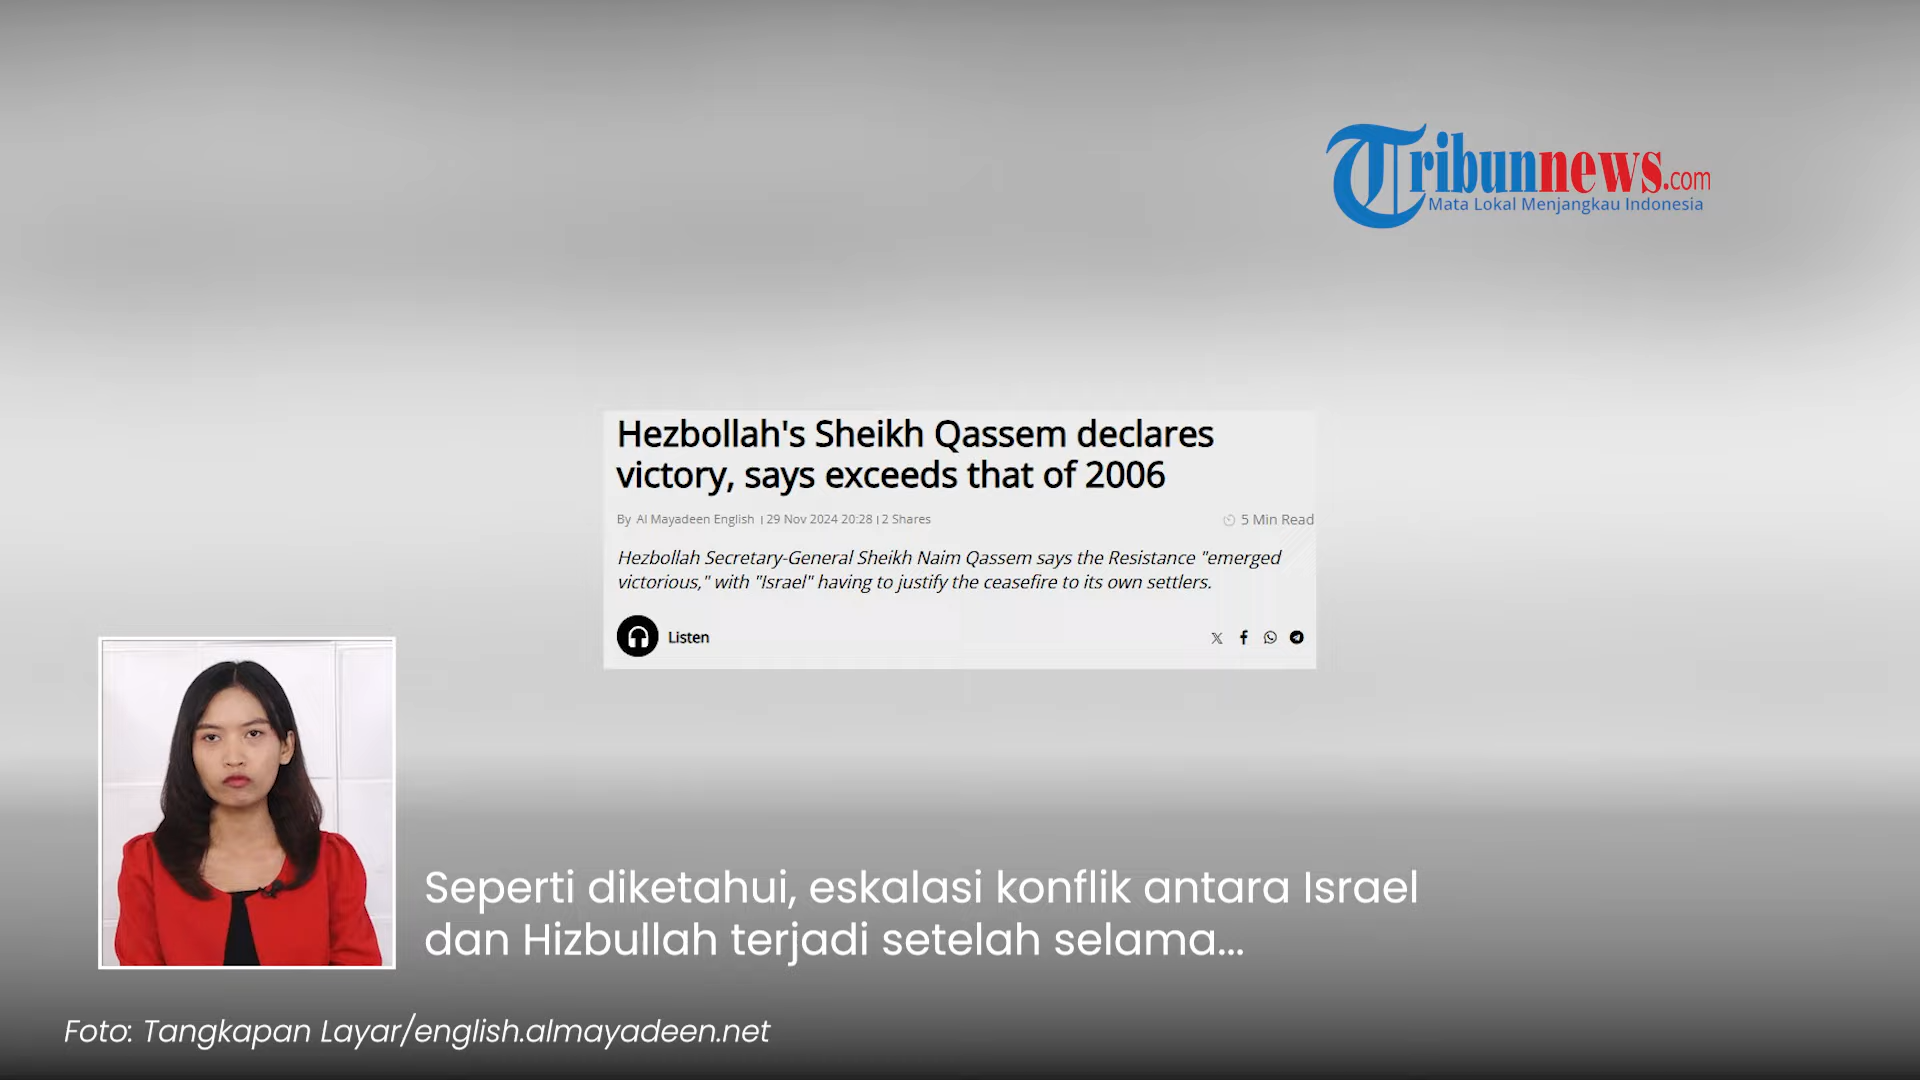 Tribunnews.com
Mata Lokal Menjangkau Indonesia
Hezbollah's Sheikh Qassem declares
victory, says exceeds that of 2006
By Al Mayadeen English | 29 Nov 2024 20:28 | 2 Shares
5 Min Read
Hezbollah Secretary-General Sheikh Naim Qassem says the Resistance "emerged
victorious," with "Israel" having to justify the ceasefire to its own settlers.
Listen
Seperti diketahui, eskalasi konflik antara Israel
dan Hizbullah terjadi setelah selama...
Foto: Tangkapan Layar/english.almayadeen.net